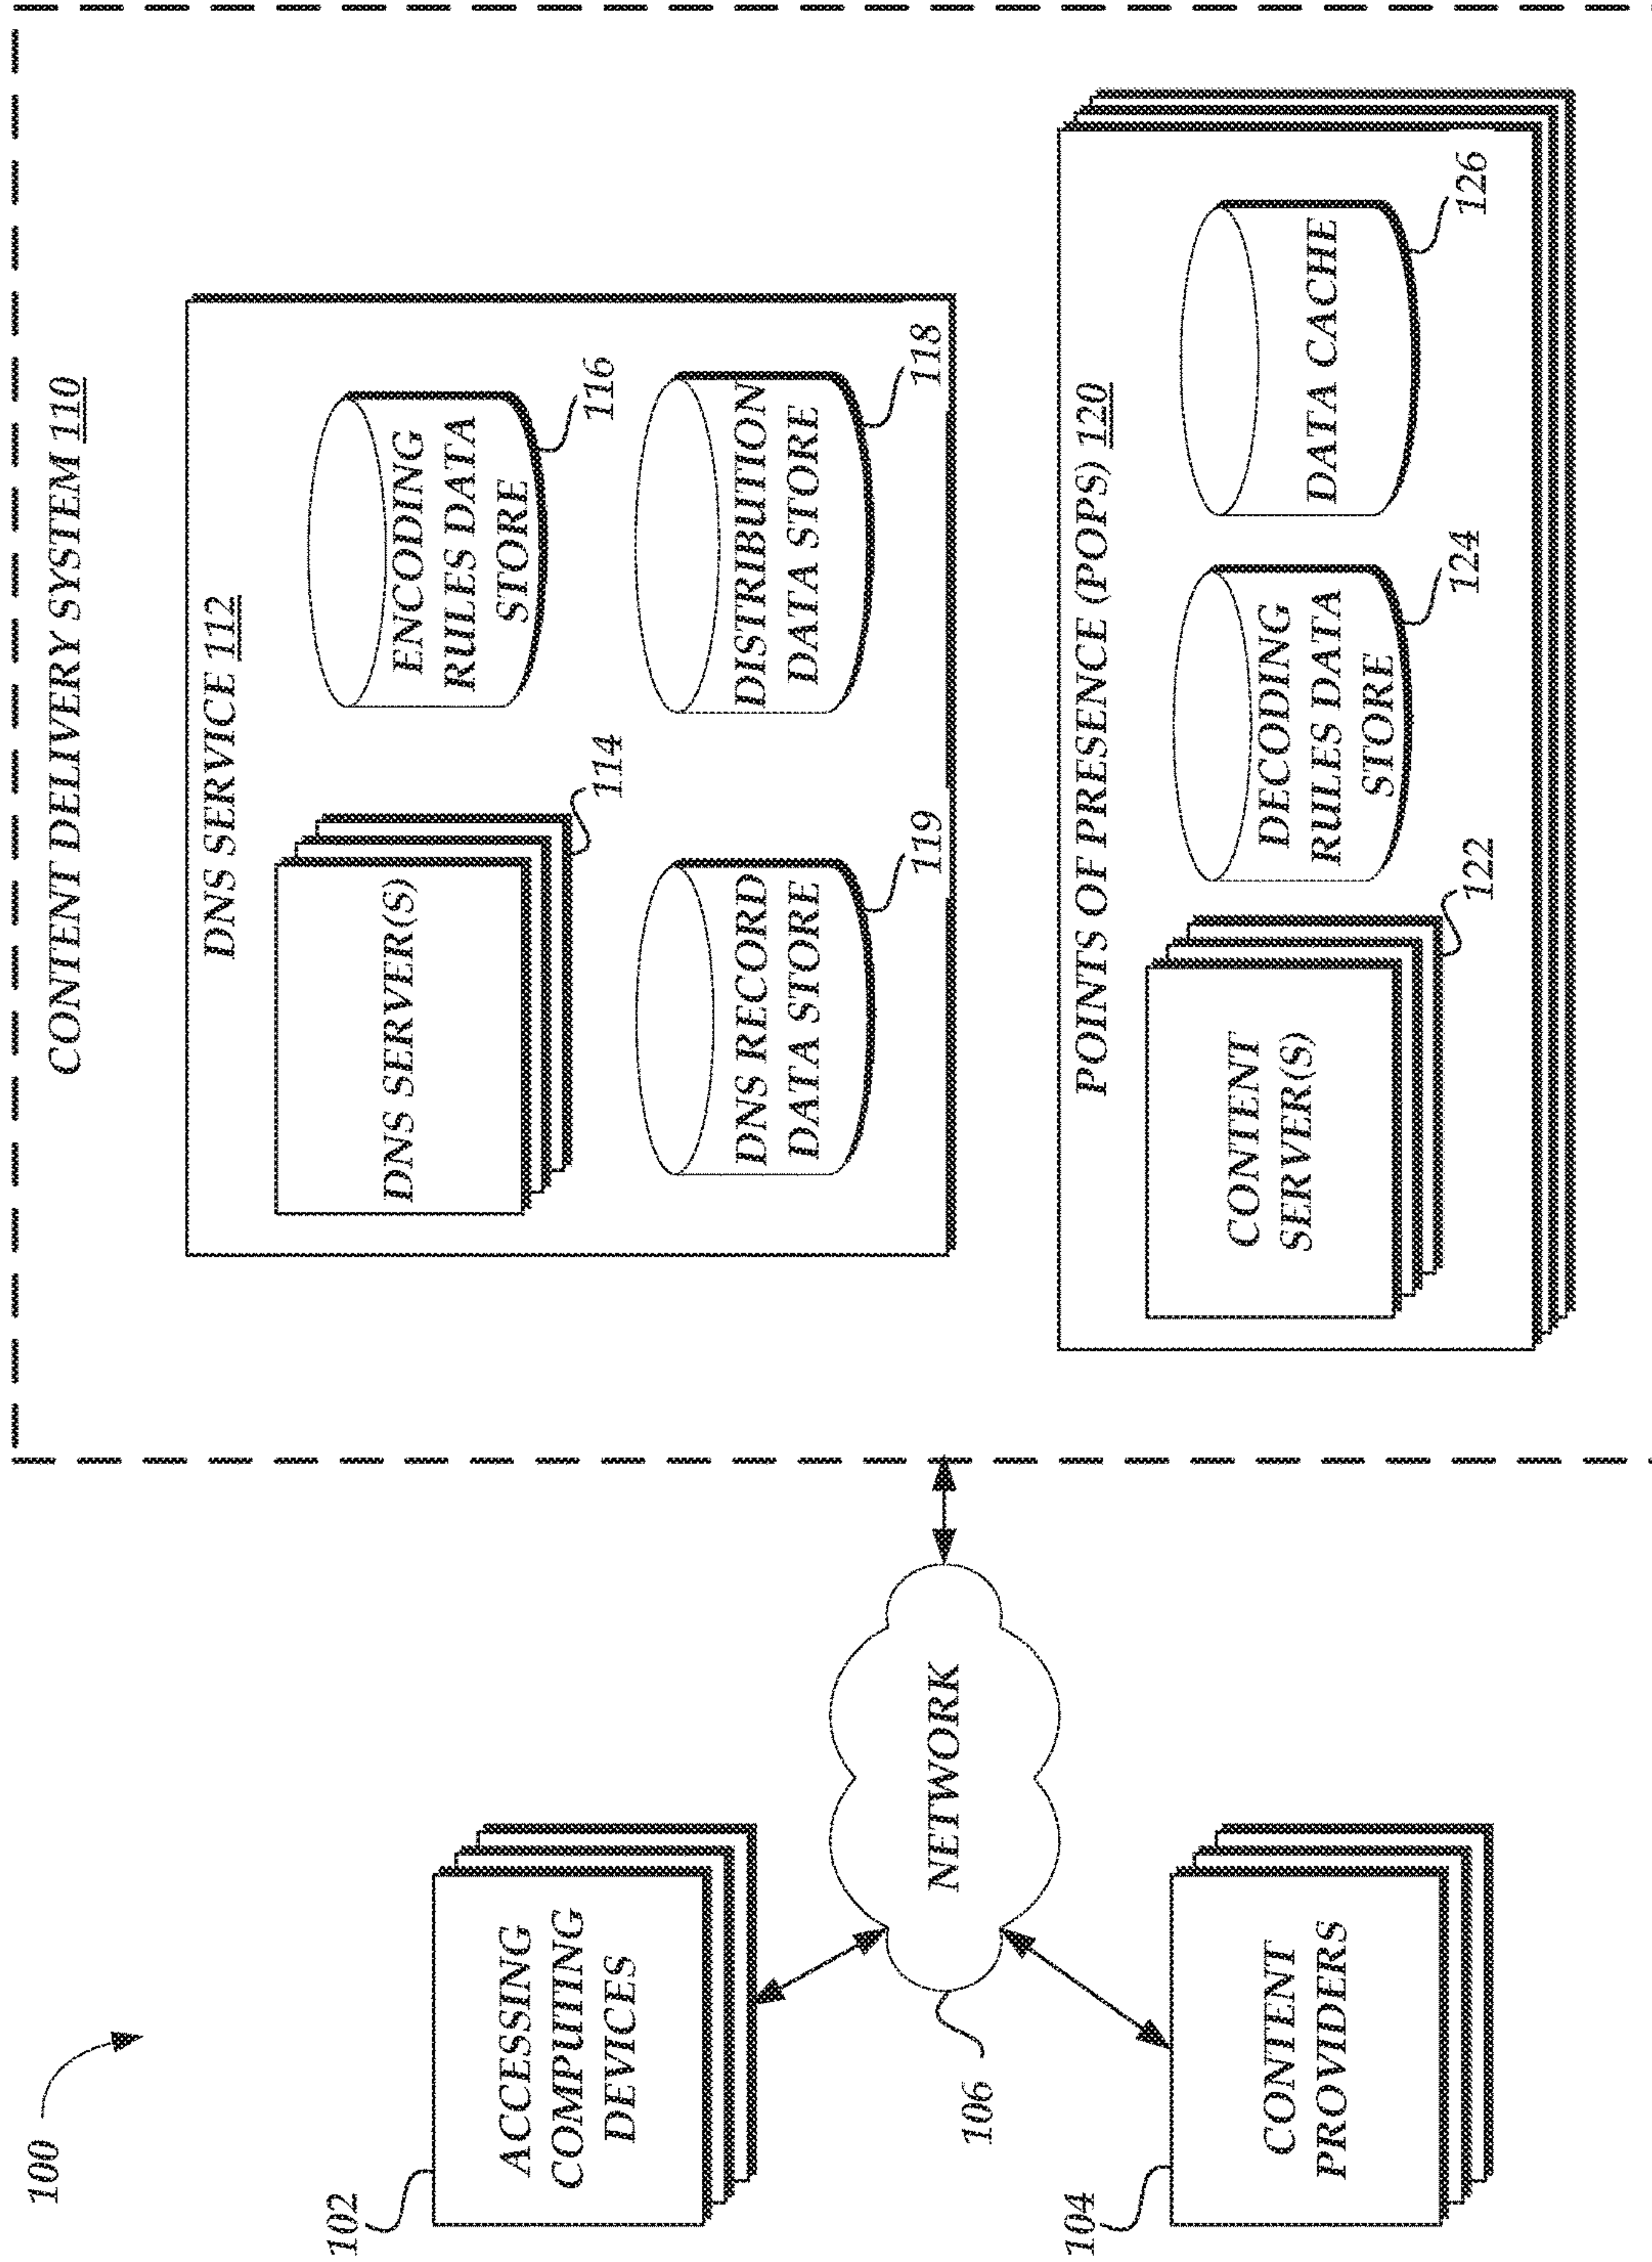 100
102
ACCESSING
COMPUTING
DEVICES
104
CONTENT
PROVIDERS
106
NETWORK
CONTENT DELIVERY SYSTEM 110
DNS SERVICE 112
DNS SERVER(S)
114
ENCODING
RULES DATA
STORE
116
DNS RECORD
DATA STORE
119
DISTRIBUTION
DATA STORE
118
POINTS OF PRESENCE (POPS) 120
CONTENT
SERVER(S)
122
DECODING
RULES DATA
STORE
124
DATA CACHE
126